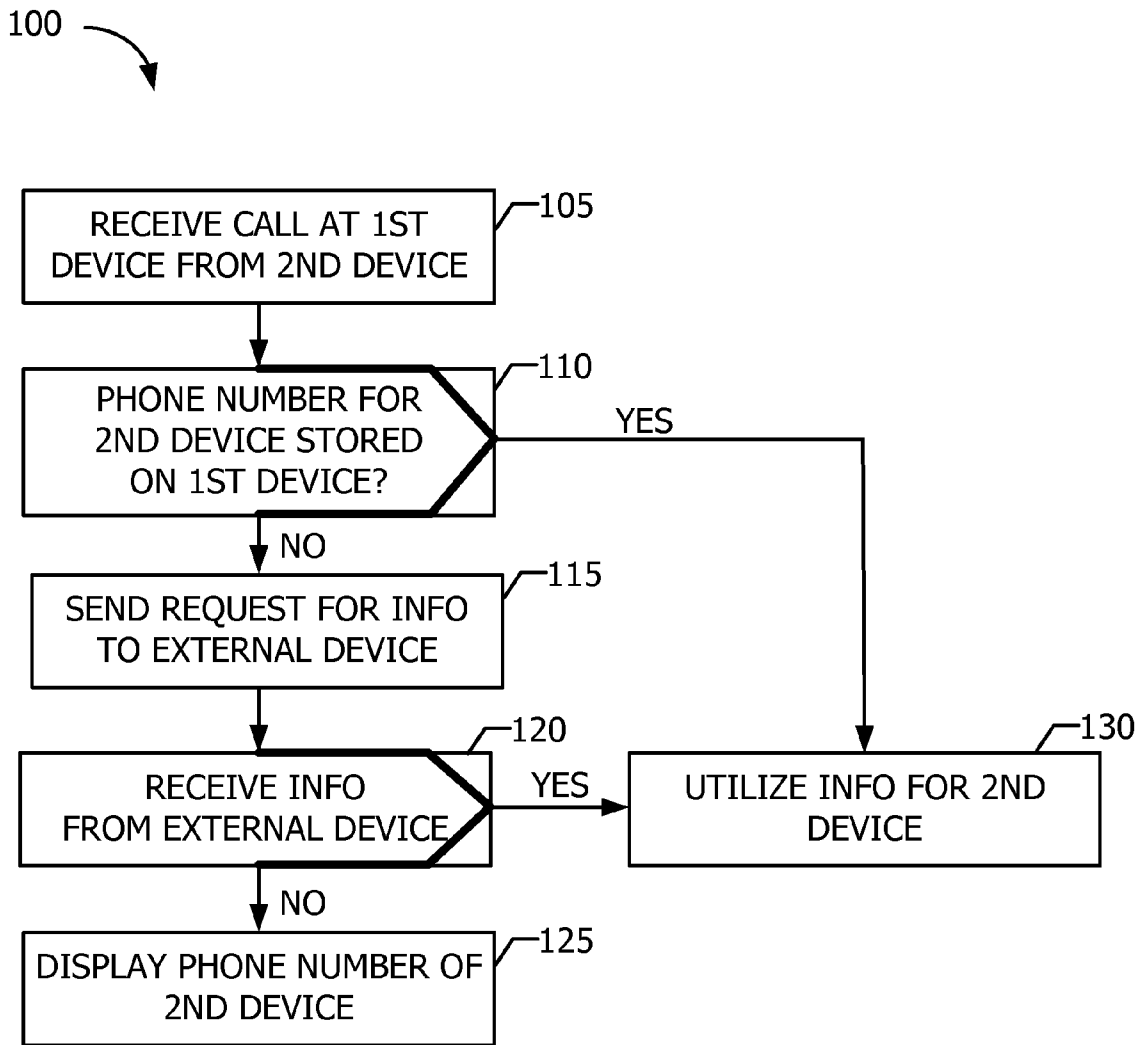 100
RECEIVE CALL AT 1ST
DEVICE FROM 2ND DEVICE
105
PHONE NUMBER FOR
2ND DEVICE STORED
ON 1ST DEVICE?
110
YES
NO
SEND REQUEST FOR INFO
TO EXTERNAL DEVICE
115
RECEIVE INFO
FROM EXTERNAL DEVICE
120
YES
UTILIZE INFO FOR 2ND
DEVICE
130
NO
DISPLAY PHONE NUMBER OF
2ND DEVICE
125